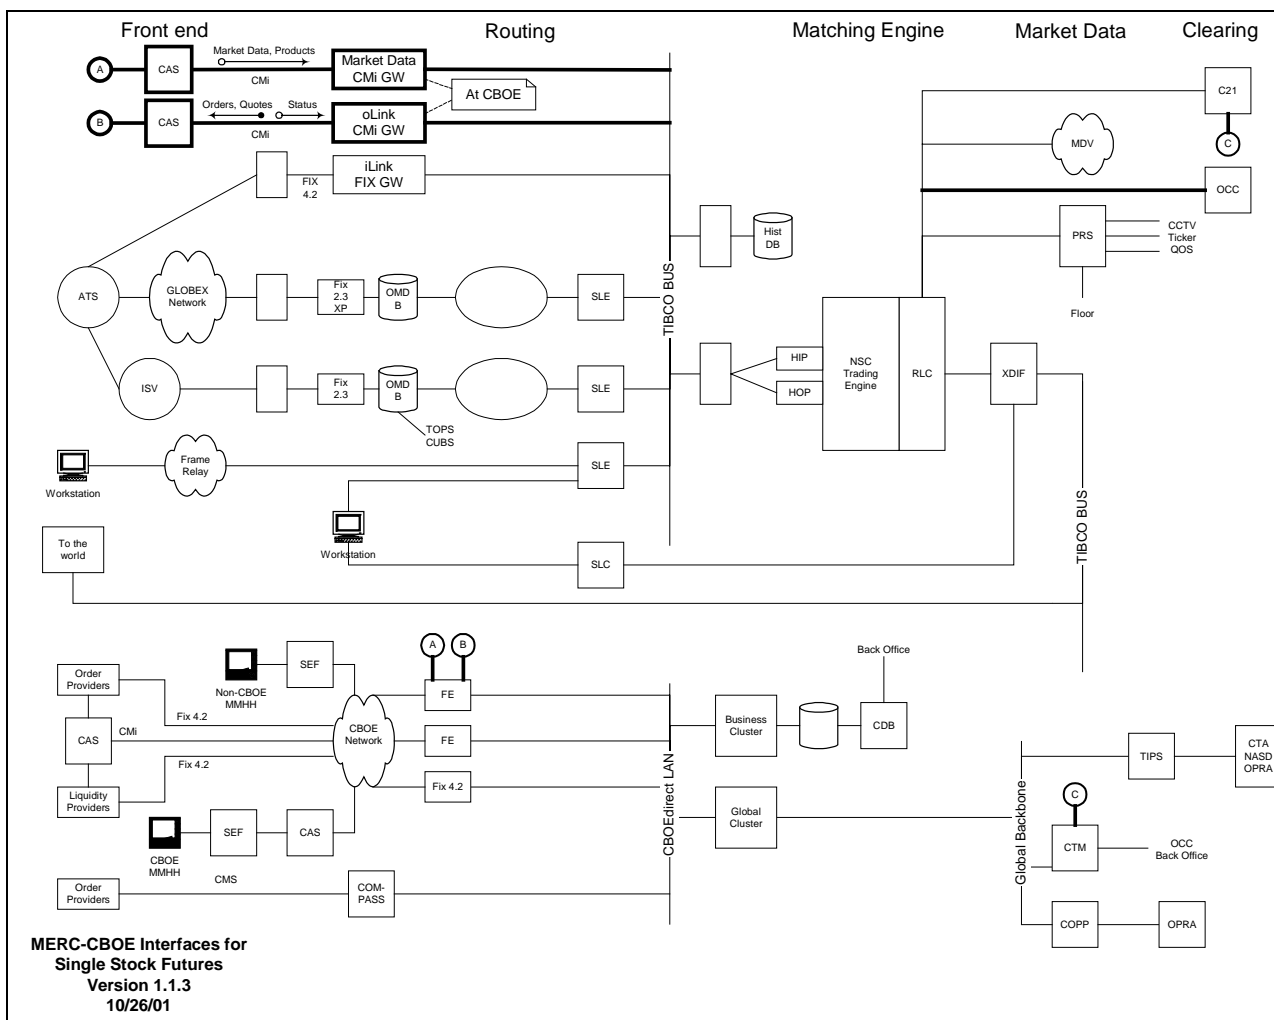 Front end
Routing
Matching Engine
Market Data
Clearing
A
CAS
Market Data, Products
CMi
Market Data
CMi GW
At CBOE
C21
C
B
CAS
Orders, Quotes
Status
CMi
oLink
CMi GW
MDV
iLink
FIX GW
FIX
4.2
OCC
Hist
DB
PRS
CCTV
Ticker
QOS
Floor
ATS
GLOBEX
Network
Fix
2.3
XP
OMD
B
SLE
TIBCO BUS
HIP
HOP
NSC
Trading
Engine
RLC
XDIF
ISV
Fix
2.3
OMD
B
SLE
TOPS
CUBS
Workstation
Frame
Relay
SLE
Workstation
SLC
To the
world
TIBCO BUS
A
B
Non-CBOE
MMHH
SEF
FE
Back Office
Order
Providers
Fix 4.2
CAS
CMi
CBOE
Network
FE
Business
Cluster
CDB
Fix 4.2
Liquidity
Providers
Fix 4.2
CBOEdirect LAN
Global
Cluster
Global Backbone
TIPS
CTA
NASD
OPRA
C
CTM
OCC
Back Office
CBOE
MMHH
SEF
CAS
CMS
Order
Providers
COM-
PASS
COPP
OPRA
MERC-CBOE Interfaces for
Single Stock Futures
Version 1.1.3
10/26/01